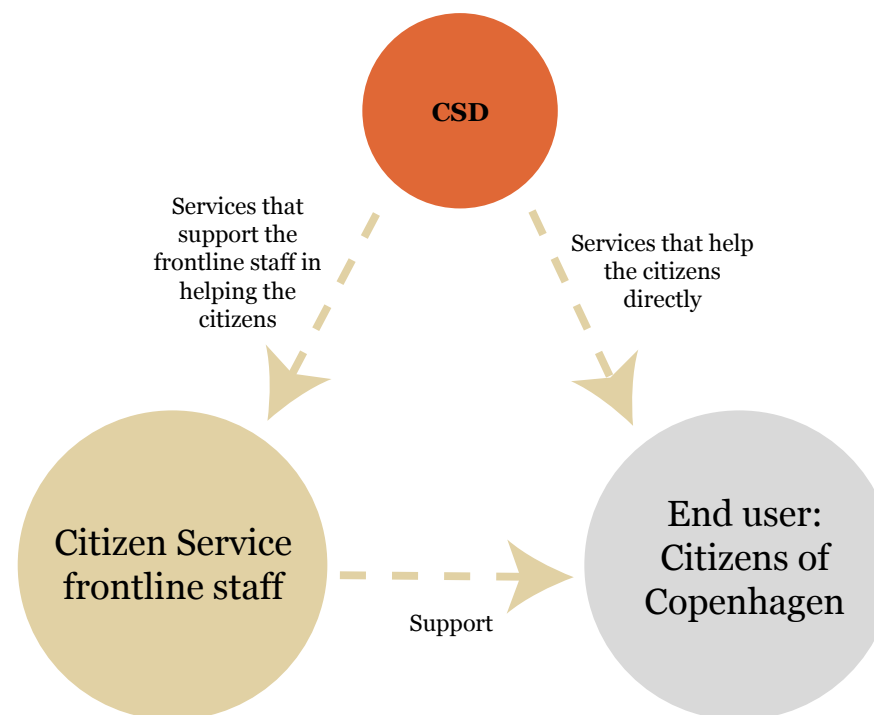 CSD
Services that
support the
frontline staff in
helping the
citizens
Services that help
the citizens
directly
Citizen Service
frontline staff
Support
End user:
Citizens of
Copenhagen